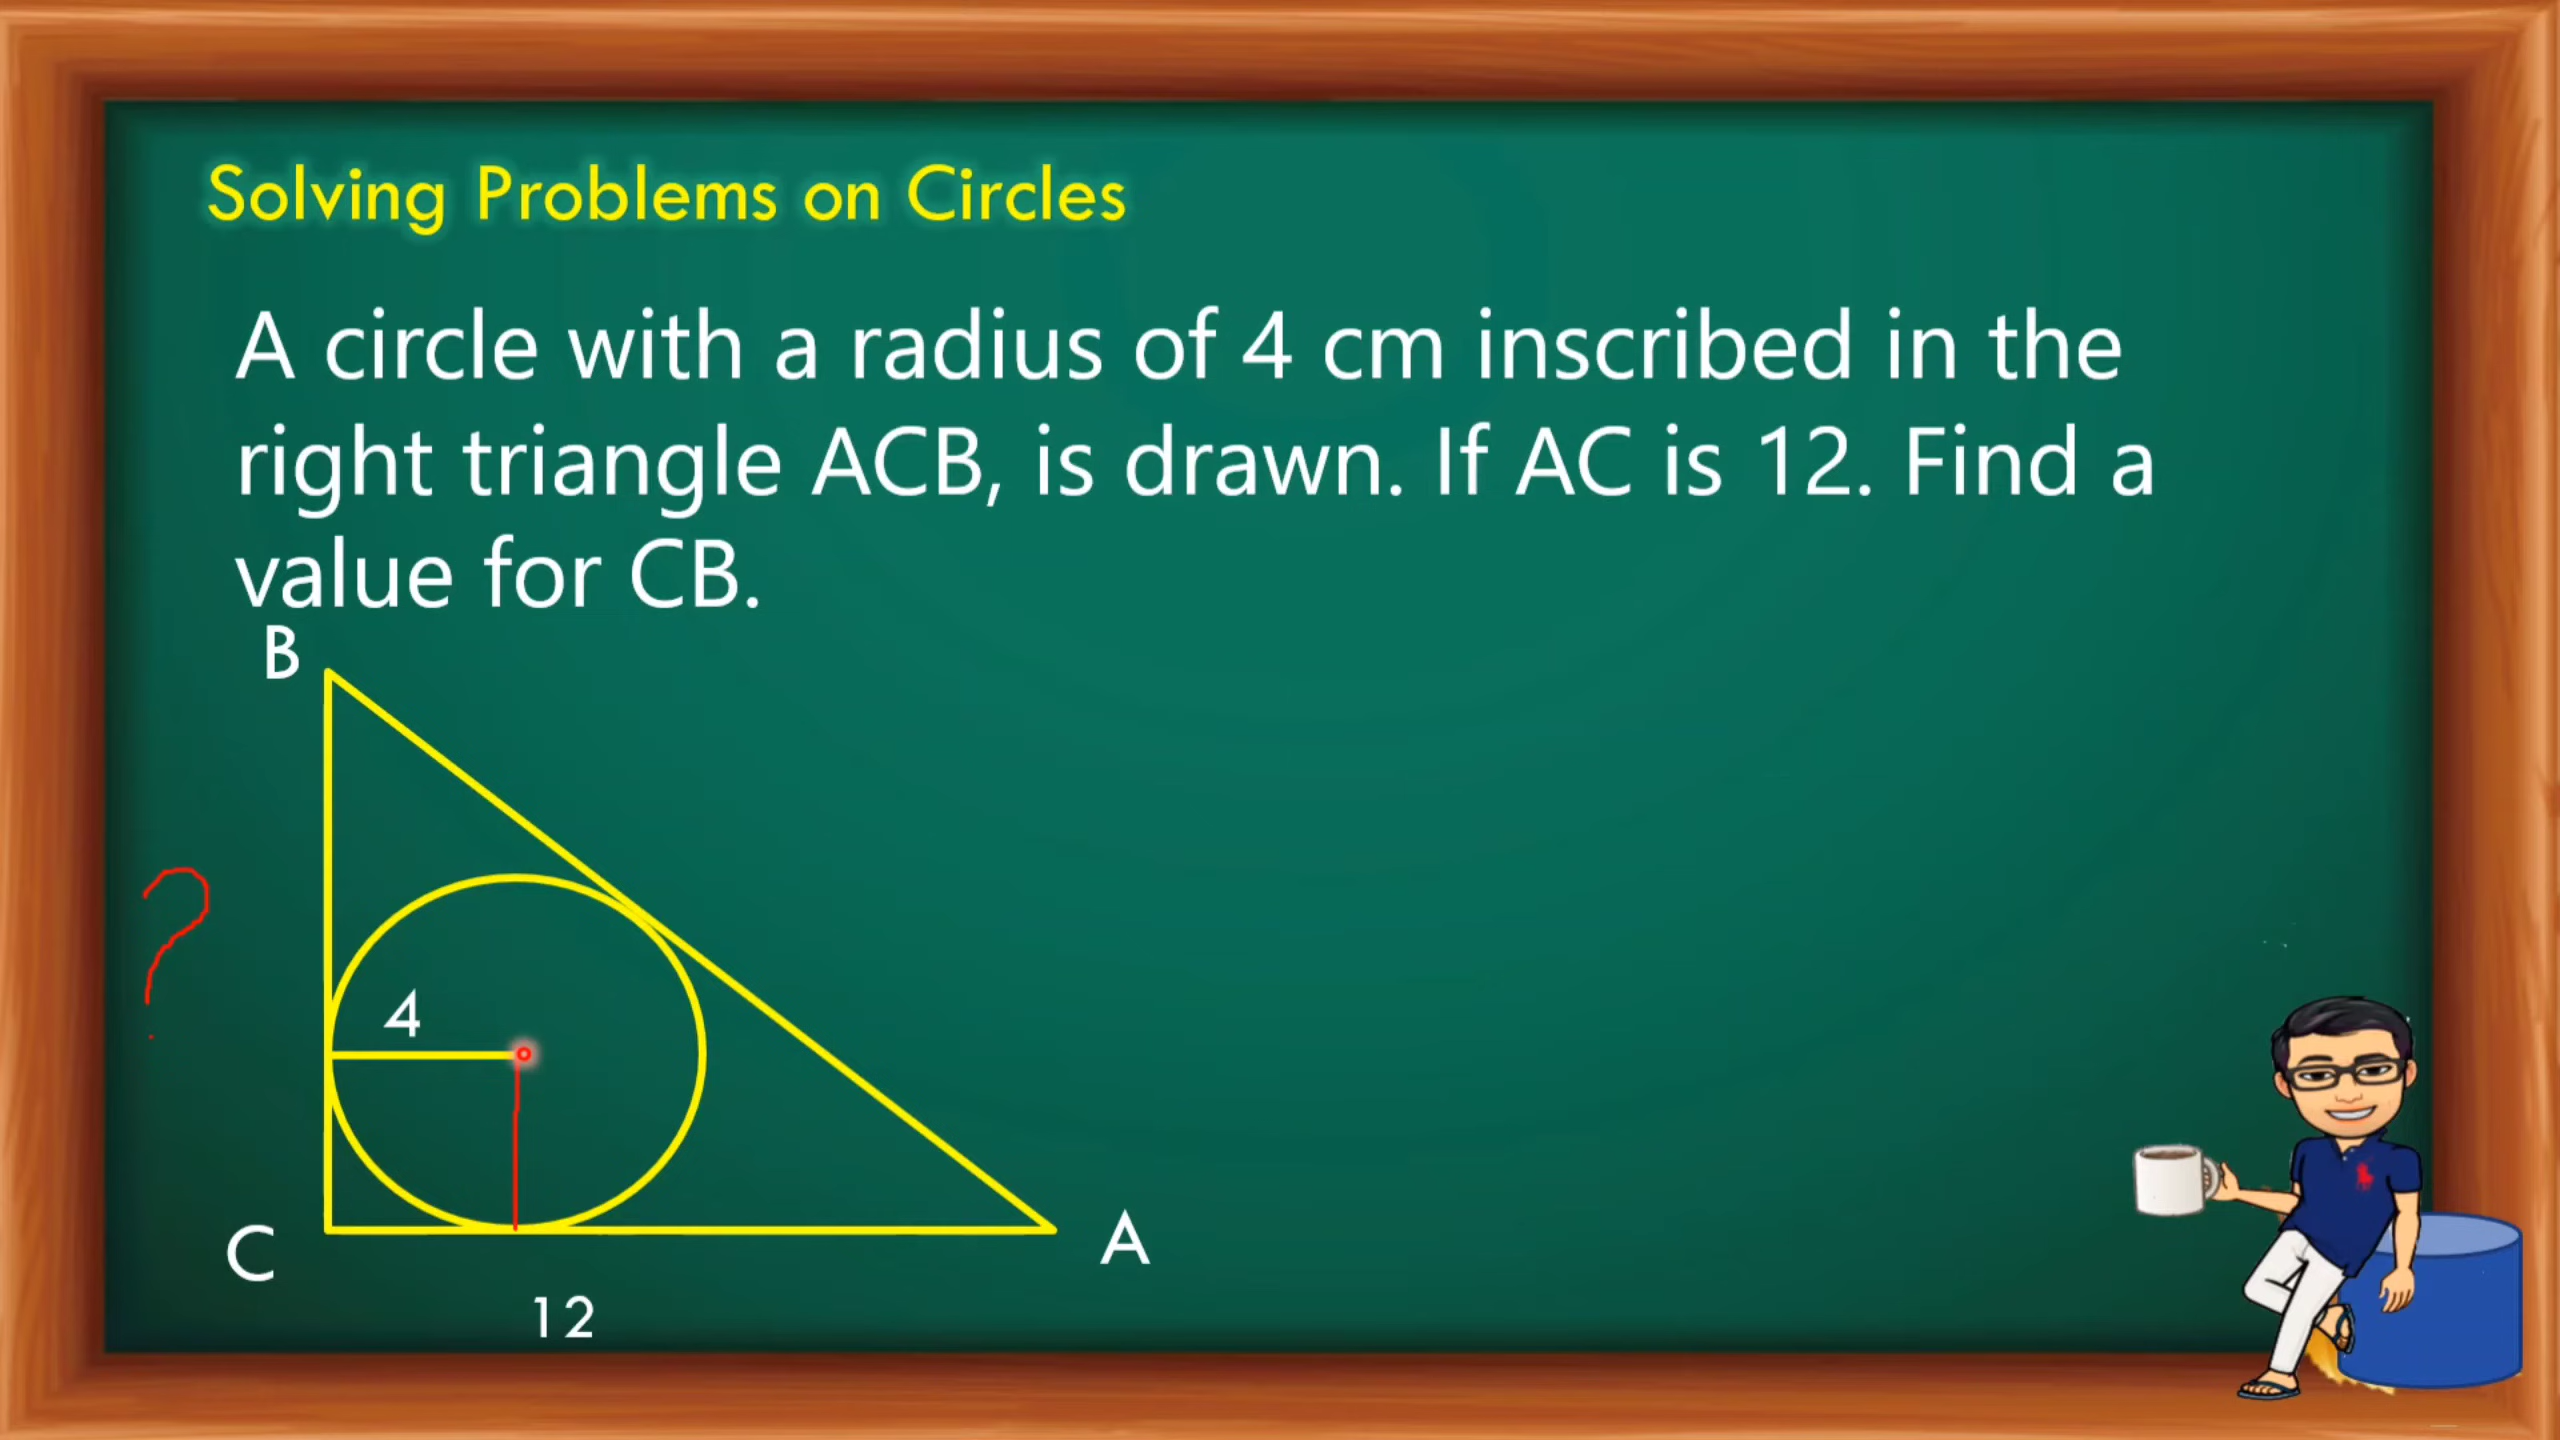 Solving Problems on Circles
A circle with a radius of 4 cm inscribed in the
right triangle ACB, is drawn. If AC is 12. Find a
value for CB.
B
?
4
C
A
12